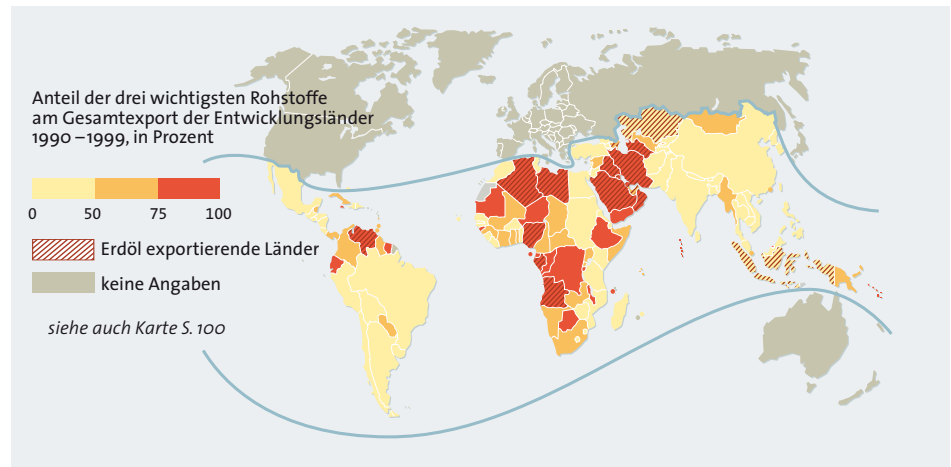 Anteil der drei wichtigsten Rohstoffe
am Gesamtexport der Entwicklungsländer
1990 – 1999, in Prozent
0 50 75 100
Erdöl exportierende Länder
keine Angaben
siehe auch Karte S. 100